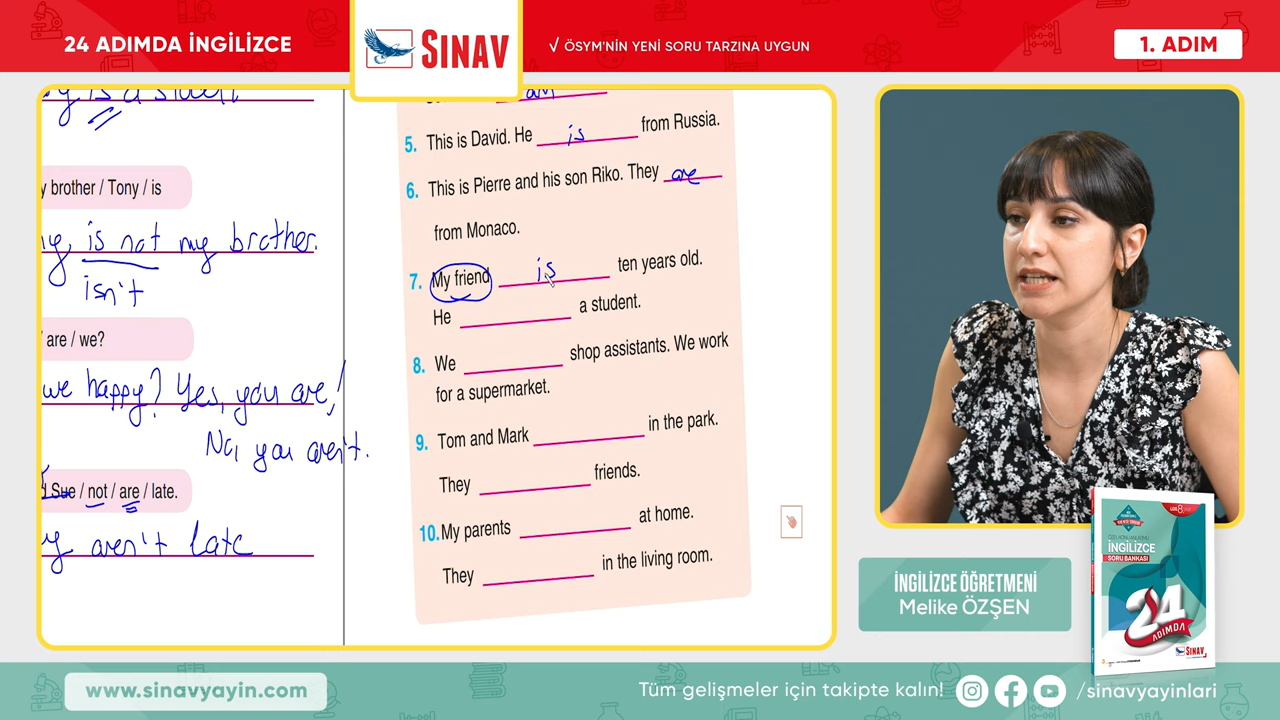 24 ADIMDA İNGİLİZCE
SINAV
√ ÖSYM'NİN YENİ SORU TARZINA UYGUN
1. ADIM
is a
am
5. This is David. He is from Russia.
6. This is Pierre and his son Riko. They are
from Monaco.
7. My friend is ten years old.
He a student.
8. We shop assistants. We work
for a supermarket.
9. Tom and Mark in the park.
They friends.
10. My parents at home.
They in the living room.
y brother / Tony / is
is not my brother.
isn't
/ are / we?
we happy? Yes, you are!
No, you aren't.
Sue / not / are / late.
aren't late
İNGİLİZCE ÖĞRETMENİ
Melike ÖZŞEN
İNGİLİZCE
SORU BANKASI
24
ADIMDA
SINAV
www.sinavyayin.com
Tüm gelişmeler için takipte kalın!
/sinavyayinlari